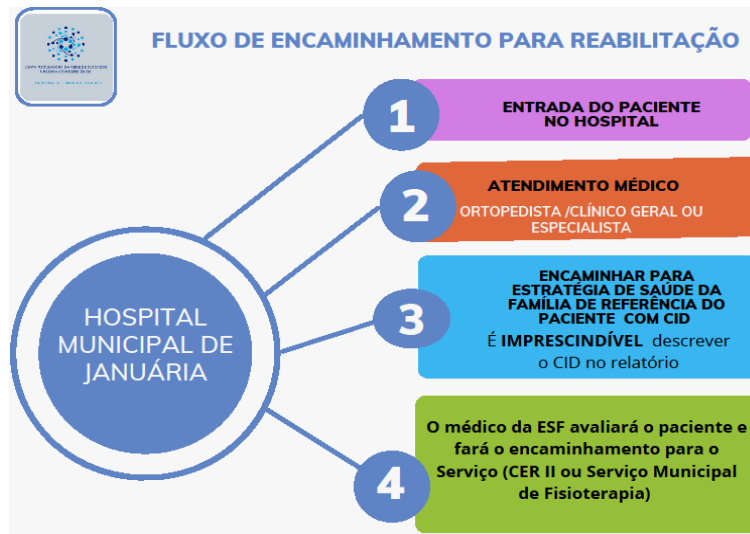 FLUXO DE ENCAMINHAMENTO PARA REABILITAÇÃO
1
ENTRADA DO PACIENTE
NO HOSPITAL
2
ATENDIMENTO MÉDICO
ORTOPEDISTA /CLÍNICO GERAL OU
ESPECIALISTA
HOSPITAL
MUNICIPAL DE
JANUÁRIA
3
ENCAMINHAR PARA
ESTRATÉGIA DE SAÚDE DA
FAMÍLIA DE REFERÊNCIA DO
PACIENTE COM CID
É IMPRESCINDÍVEL descrever
o CID no relatório
4
O médico da ESF avaliará o paciente e
fará o encaminhamento para o
Serviço (CER II ou Serviço Municipal
de Fisioterapia)